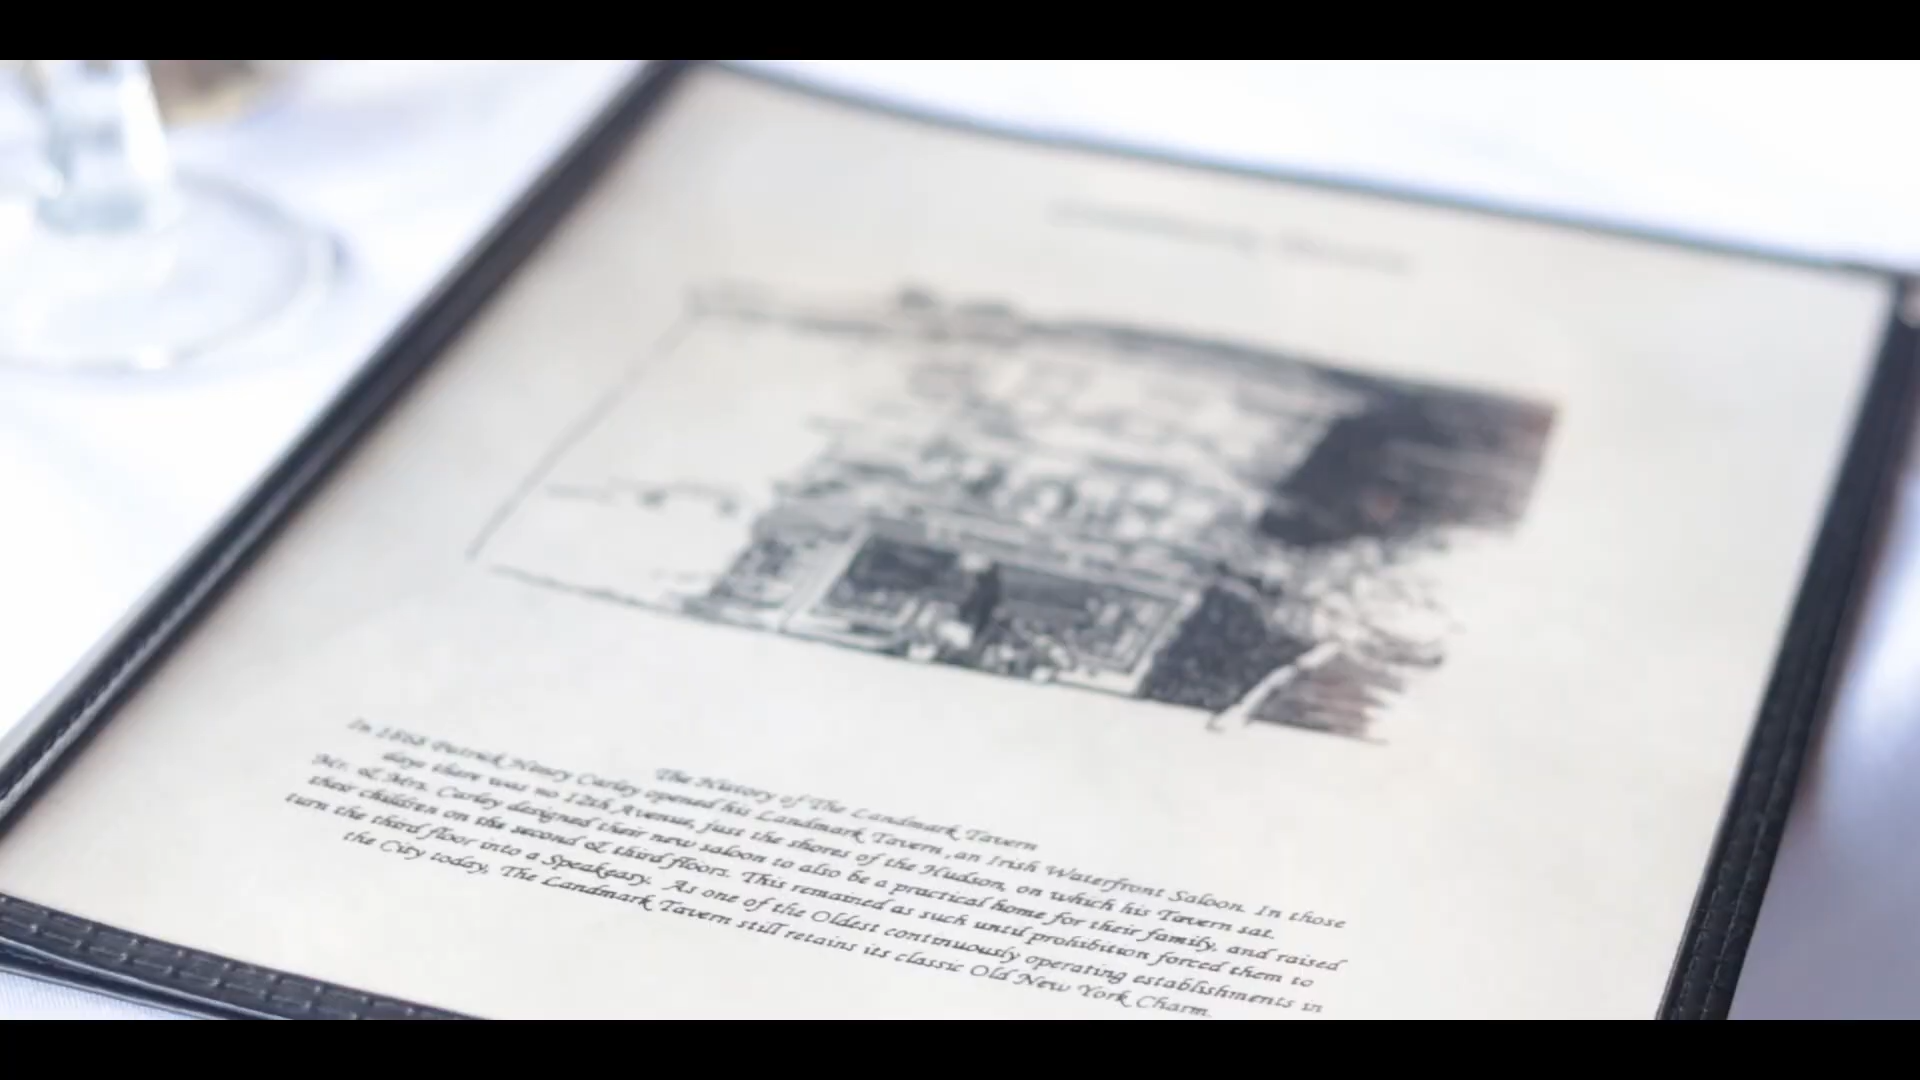 The History of The Landmark Tavern
In 1868 Patrick Henry Carley opened his Landmark Tavern, an Irish Waterfront Saloon. In those
days there was no 12th Avenue, just the shores of the Hudson, on which his Tavern sat.
Mr. & Mrs. Carley designed their new saloon to also be a practical home for their family, and raised
their children on the second & third floors. This remained as such until prohibition forced them to
turn the third floor into a Speakeasy. As one of the Oldest continuously operating establishments in
the City today, The Landmark Tavern still retains its classic Old New York Charm.